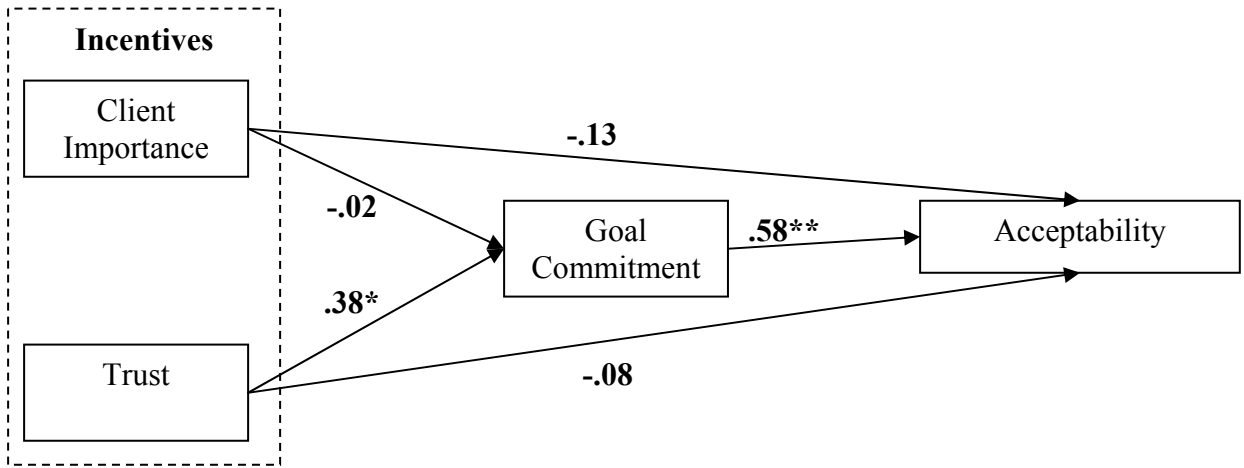 Incentives
Client
Importance
-.13
-.02
Goal
Commitment
.58**
Acceptability
.38*
Trust
-.08